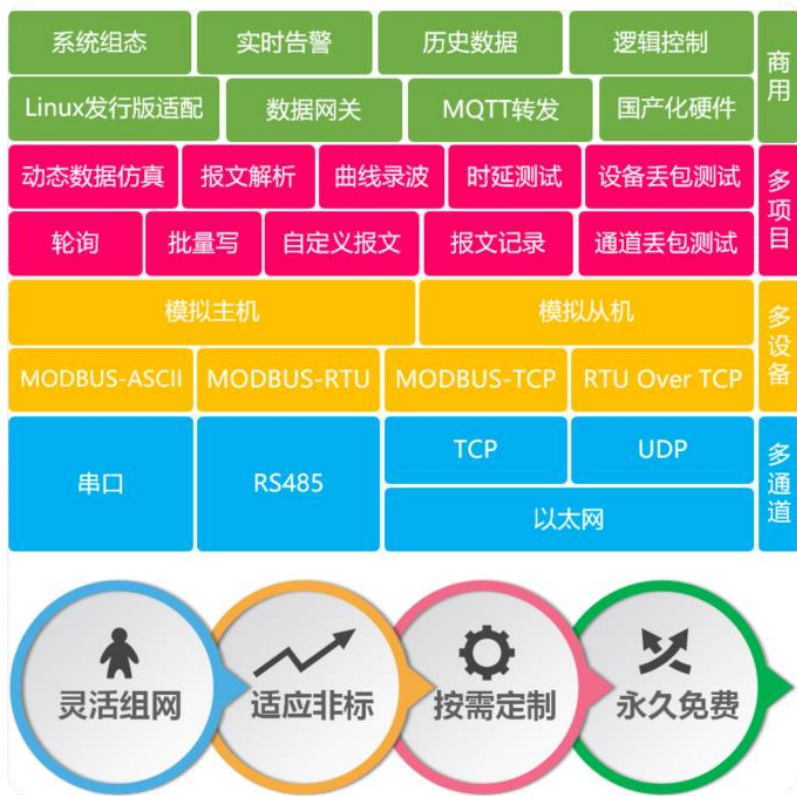 系统组态 实时告警 历史数据 逻辑控制
商用
Linux发行版适配 数据网关 MQTT转发 国产化硬件
动态数据仿真 报文解析 曲线录波 时延测试 设备丢包测试
多项目
轮询 批量写 自定义报文 报文记录 通道丢包测试
模拟主机 模拟从机
多设备
MODBUS-ASCII MODBUS-RTU MODBUS-TCP RTU Over TCP
串口 RS485 TCP UDP
多通道
以太网
灵活组网 适应非标 按需定制 永久免费